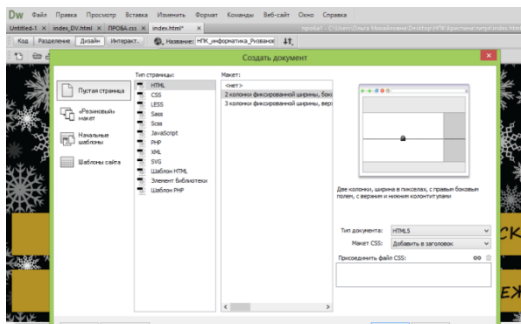 DW Файл Правка Просмотр Вставка Изменить Формат Команды Веб-сайт Окно Справка
Untitled-1 × index_DV.html × ПРОБА.css × index.html* ×
Код Разделение Дизайн Интеракт. Название: НПК_информатика_Рязанова
Создать документ
Пустая страница
«Резиновый» макет
Начальные шаблоны
Шаблоны сайта
Тип страницы:
HTML
CSS
LESS
Sass
Scss
JavaScript
PHP
XML
SVG
Шаблон HTML
Элемент библиотеки
Шаблон PHP
Макет:
<нет>
2 колонки фиксированной ширины, бок
3 колонки фиксированной ширины, вер
Две колонки, ширина в пикселах, с правым боковым
полем, с верхним и нижним колонтитулами
Тип документа: HTML5
Макет CSS: Добавить в заголовок
Присоединить файл CSS:
СК
ЕЖ